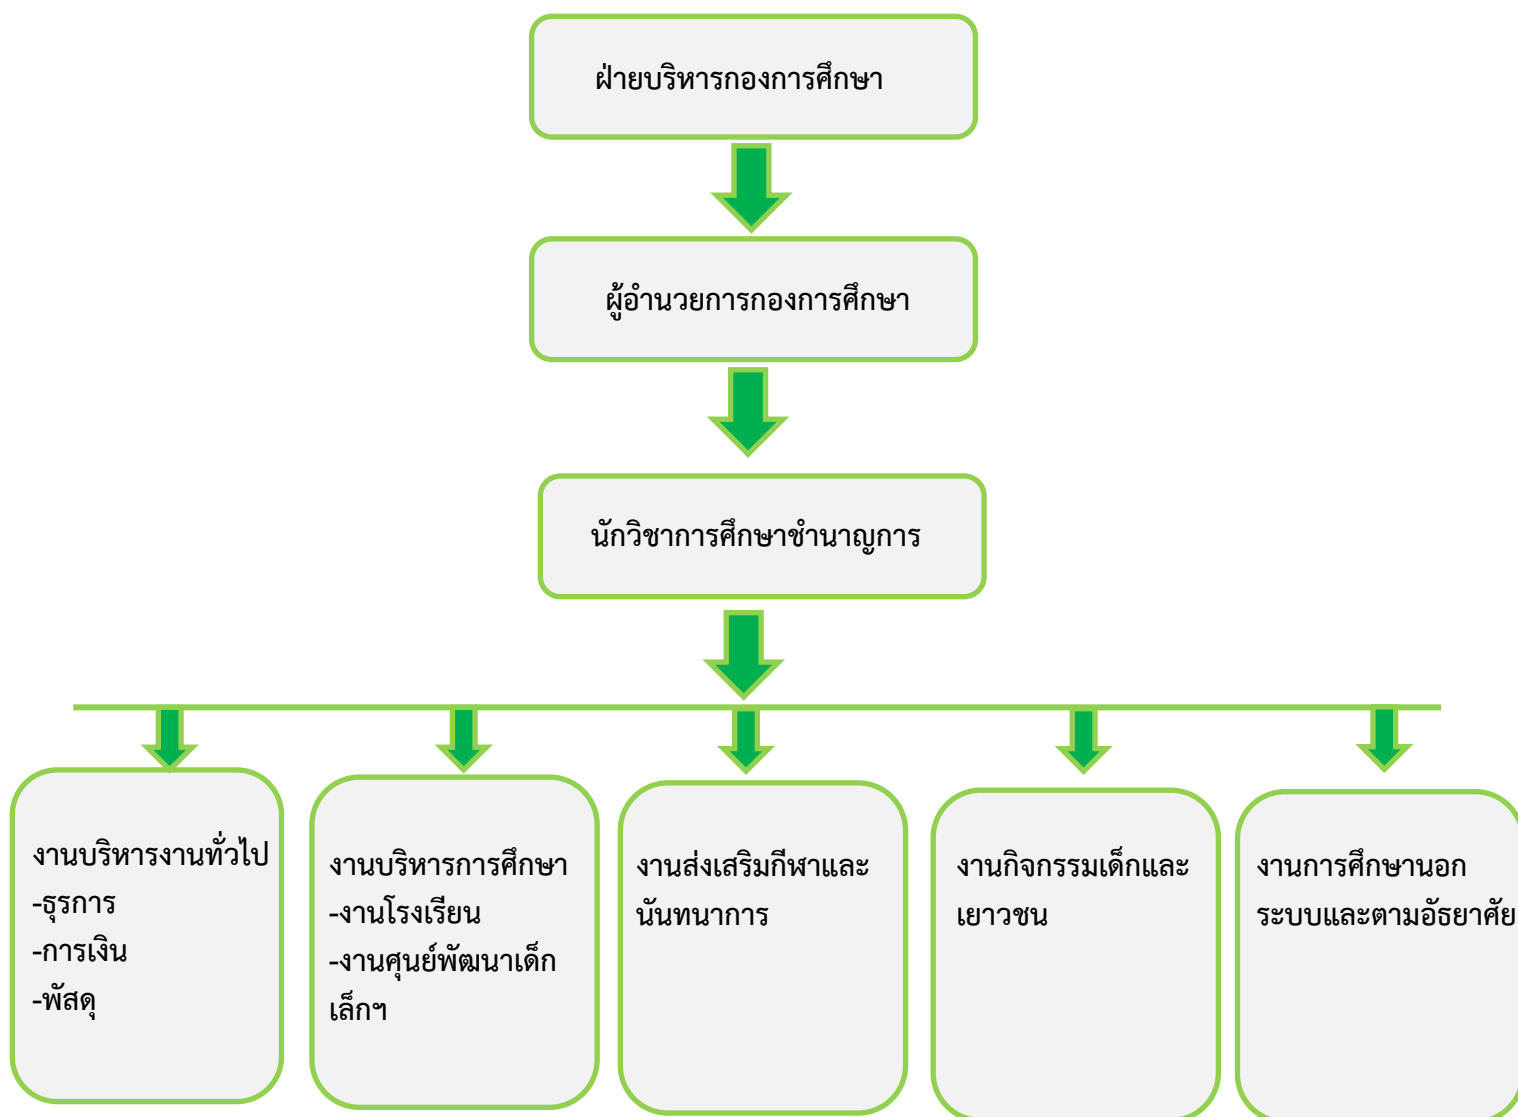 ฝ่ายบริหารกองการศึกษา
ผู้อำนวยการกองการศึกษา
นักวิชาการศึกษาชำนาญการ
งานบริหารงานทั่วไป
-ธุรการ
-การเงิน
-พัสดุ
งานบริหารการศึกษา
-งานโรงเรียน
-งานศูนย์พัฒนาเด็ก
เล็กฯ
งานส่งเสริมกีฬาและ
นันทนาการ
งานกิจกรรมเด็กและ
เยาวชน
งานการศึกษานอก
ระบบและตามอัธยาศัย